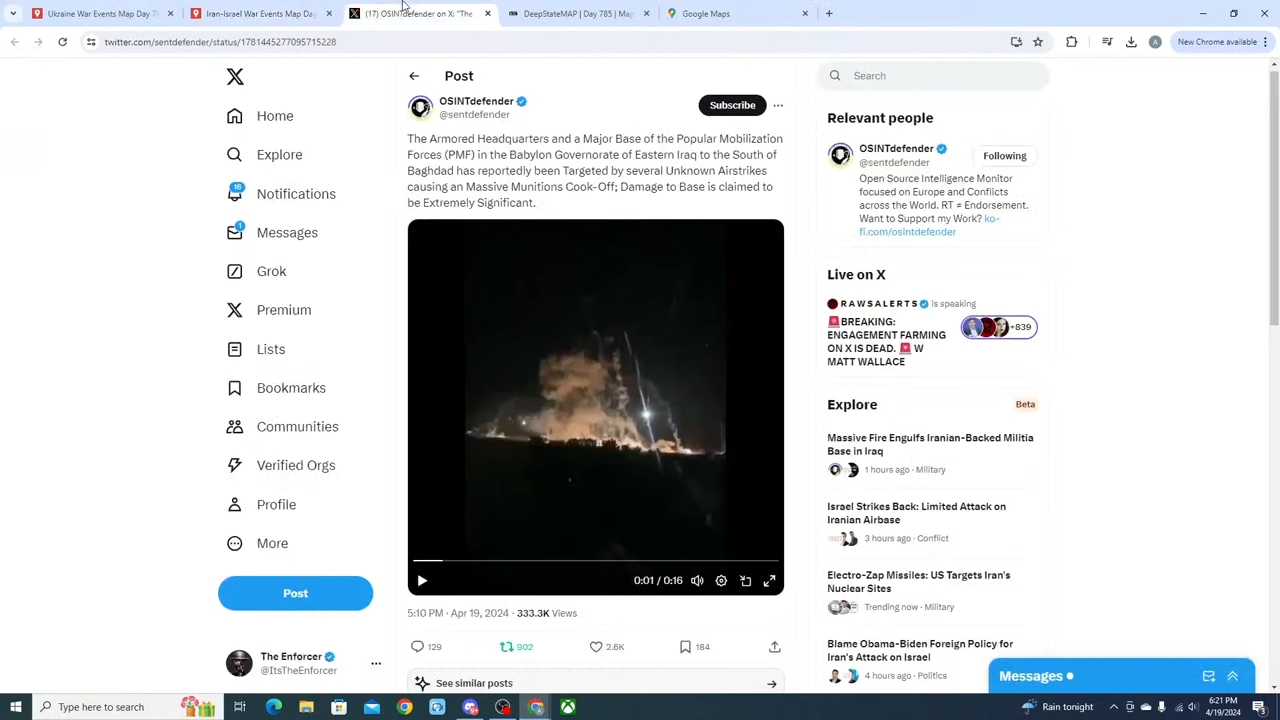 Ukraine War Events Map Day 78
Iran-Israel War Events Map Day
(17) OSINTdefender on X: "The
DeepStateMAP | Day 785 | Map
Google Maps
twitter.com/sentdefender/status/1781445277095715228
New Chrome available
Home
Explore
16
Notifications
1
Messages
Grok
Premium
Lists
Bookmarks
Communities
Verified Orgs
Profile
More
Post
The Enforcer
@ItsTheEnforcer
Post
OSINTdefender
@sentdefender
Subscribe
The Armored Headquarters and a Major Base of the Popular Mobilization
Forces (PMF) in the Babylon Governorate of Eastern Iraq to the South of
Baghdad has reportedly been Targeted by several Unknown Airstrikes
causing an Massive Munitions Cook-Off; Damage to Base is claimed to
be Extremely Significant.
0:01 / 0:16
5:10 PM · Apr 19, 2024 · 333.3K Views
129 902 2.6K 184
See similar posts
Search
Relevant people
OSINTdefender
@sentdefender
Following
Open Source Intelligence Monitor
focused on Europe and Conflicts
across the World. RT ≠ Endorsement.
Want to Support my Work? ko-
fi.com/osintdefender
Live on X
R A W S A L E R T S is speaking
🚨BREAKING:
ENGAGEMENT FARMING
ON X IS DEAD. 🚨 W
MATT WALLACE
+839
Explore
Beta
Massive Fire Engulfs Iranian-Backed Militia
Base in Iraq
1 hours ago · Military
Israel Strikes Back: Limited Attack on
Iranian Airbase
3 hours ago · Conflict
Electro-Zap Missiles: US Targets Iran's
Nuclear Sites
Trending now · Military
Blame Obama-Biden Foreign Policy for
Iran's Attack on Israel
4 hours ago · Politics
Messages
Type here to search
Rain tonight
6:21 PM
4/19/2024